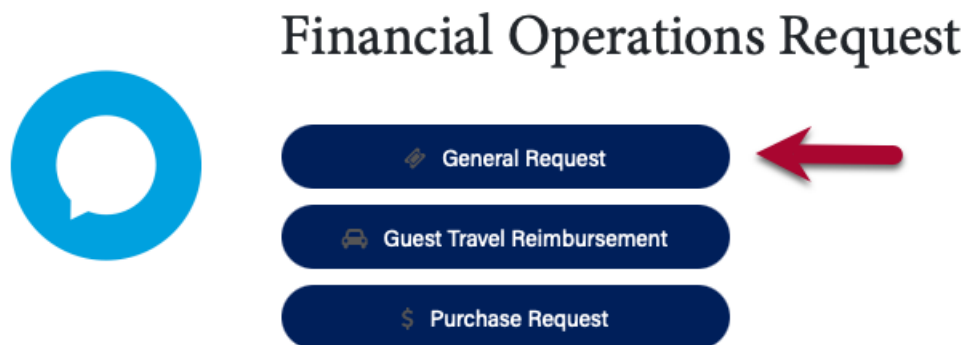 Financial Operations Request
General Request
Guest Travel Reimbursement
$ Purchase Request